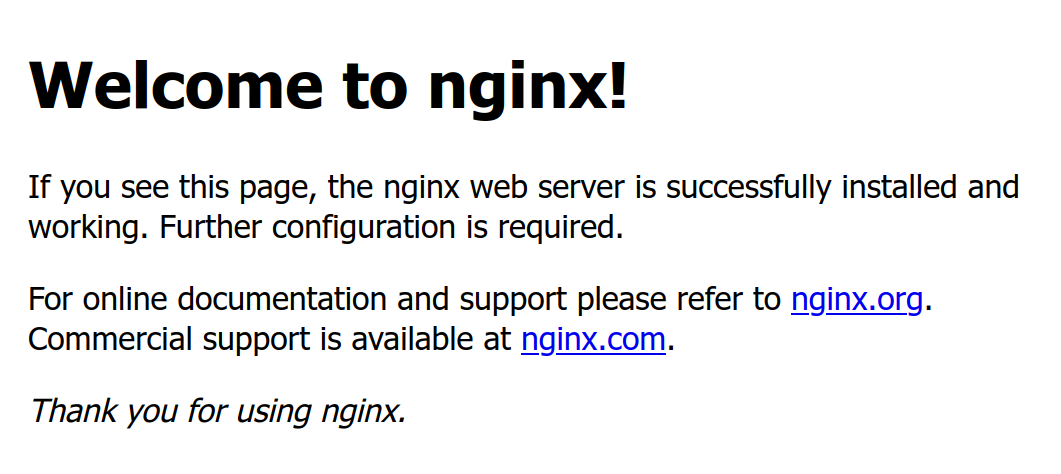 Welcome to nginx!
If you see this page, the nginx web server is successfully installed and
working. Further configuration is required.
For online documentation and support please refer to nginx.org.
Commercial support is available at nginx.com.
Thank you for using nginx.